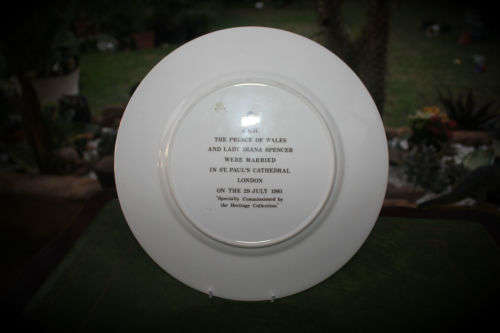 H.R.H.
THE PRINCE OF WALES
AND LADY DIANA SPENCER
WERE MARRIED
IN ST. PAUL'S CATHEDRAL
LONDON
ON THE 29 JULY 1981
"Specially Commissioned by
the Heritage Collection."